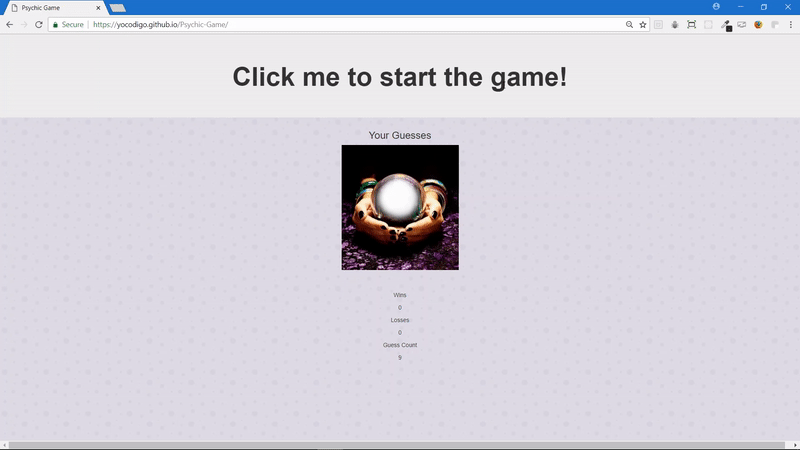 Psychic Game
Secure
https://yocodigo.github.io/Psychic-Game/
Click me to start the game!
Your Guesses
Wins
0
Losses
0
Guess Count
9